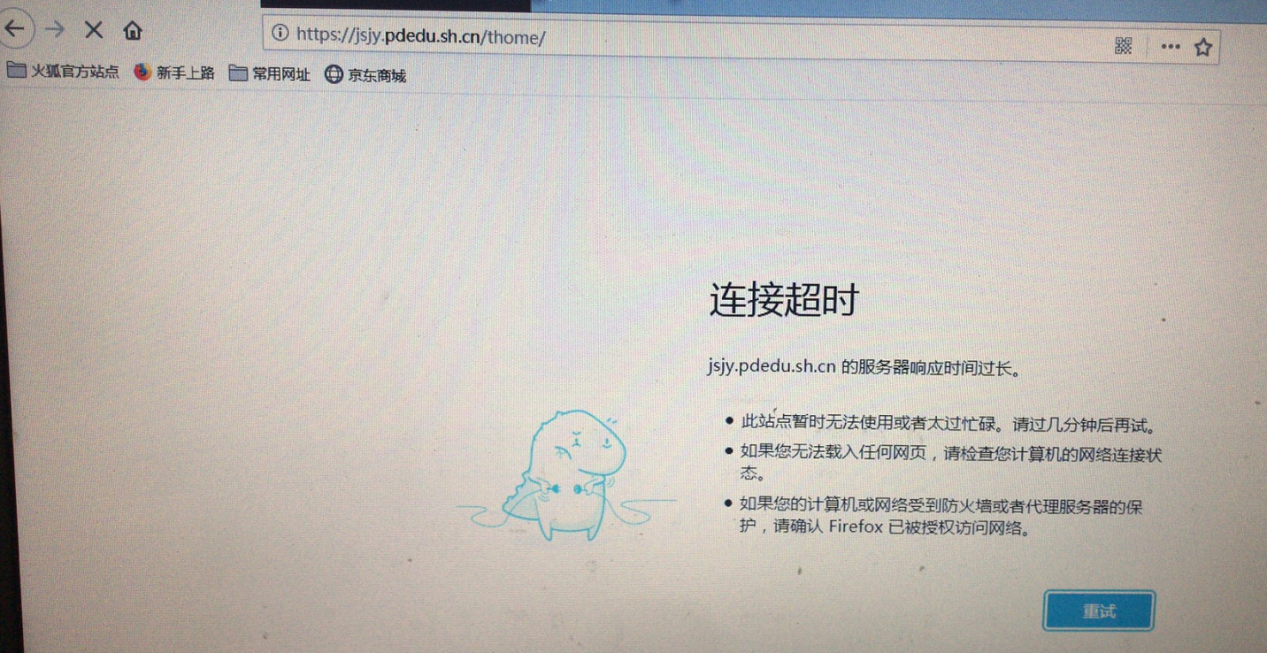 https://jsjy.pdedu.sh.cn/thome/
火狐官方站点 新手上路 常用网址 京东商城
连接超时
jsjy.pdedu.sh.cn 的服务器响应时间过长。
此站点暂时无法使用或者太过忙碌。请过几分钟后再试。
如果您无法载入任何网页，请检查您计算机的网络连接状
态。
如果您的计算机或网络受到防火墙或者代理服务器的保
护，请确认 Firefox 已被授权访问网络。
重试